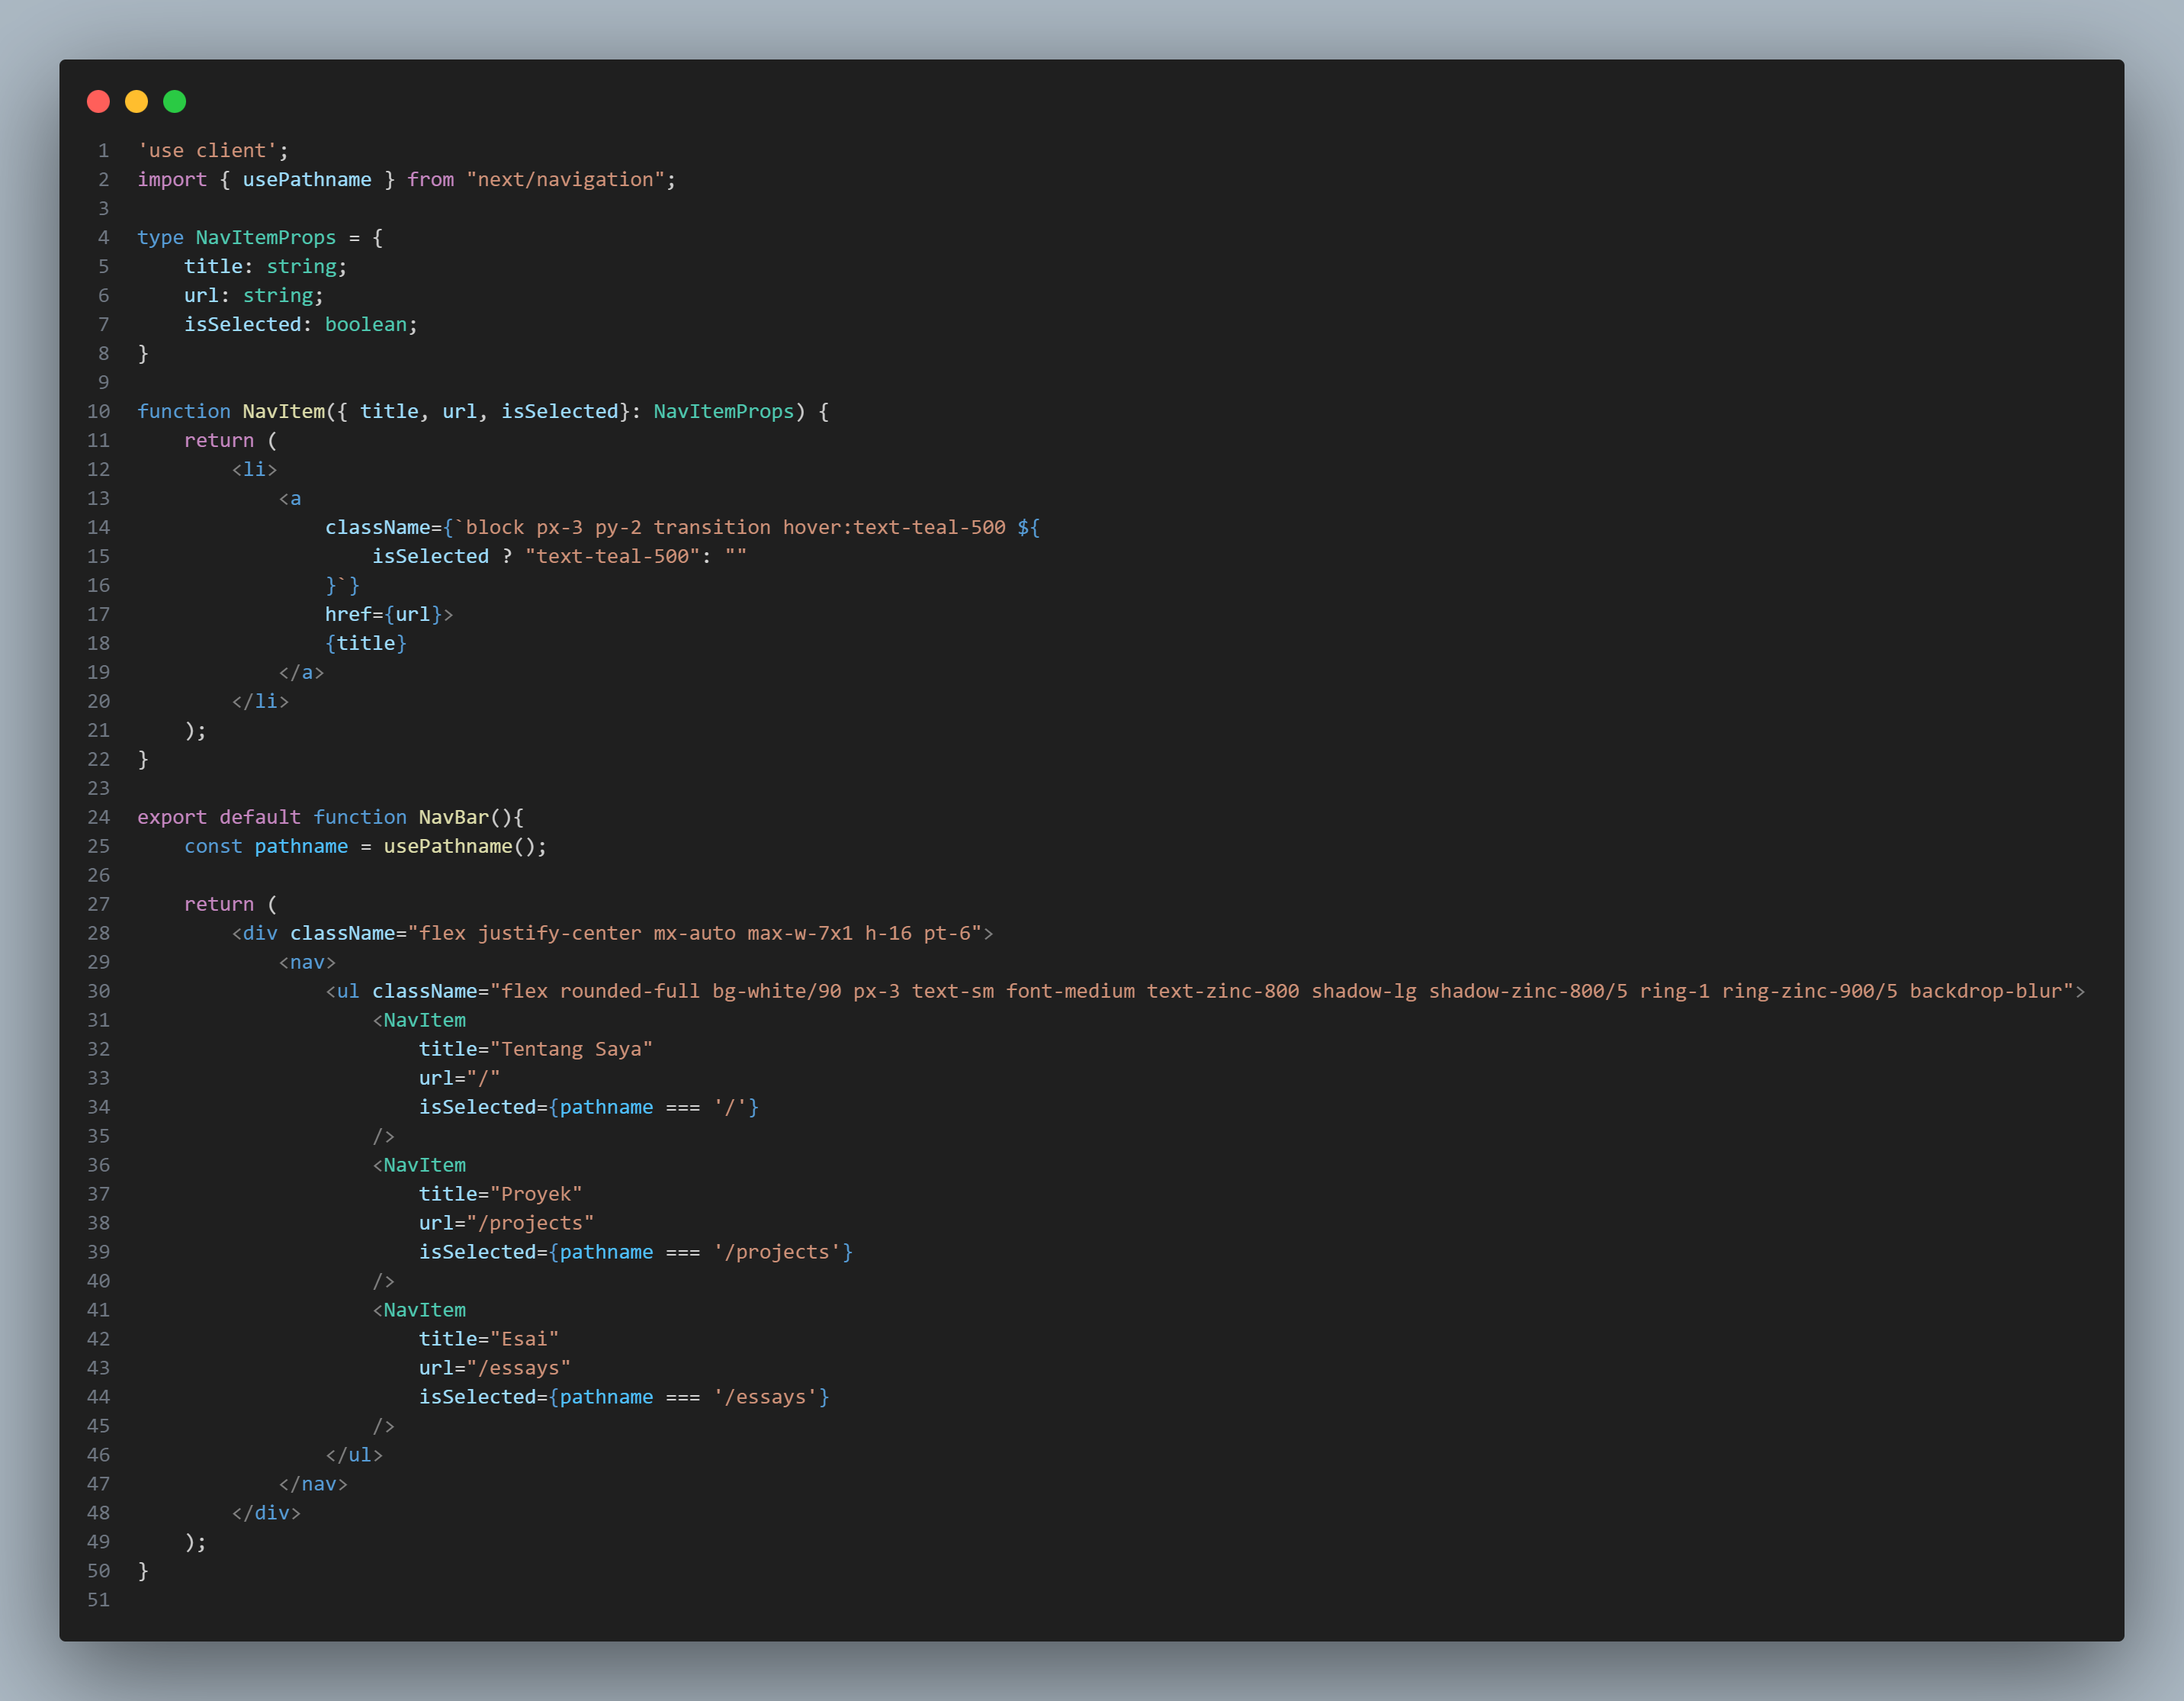 1 'use client';
2 import { usePathname } from "next/navigation";
3
4 type NavItemProps = {
5     title: string;
6     url: string;
7     isSelected: boolean;
8 }
9
10 function NavItem({ title, url, isSelected}: NavItemProps) {
11     return (
12         <li>
13             <a
14                 className={`block px-3 py-2 transition hover:text-teal-500 ${
15                     isSelected ? "text-teal-500": ""
16                 }`}
17                 href={url}>
18                 {title}
19             </a>
20         </li>
21     );
22 }
23
24 export default function NavBar(){
25     const pathname = usePathname();
26
27     return (
28         <div className="flex justify-center mx-auto max-w-7x1 h-16 pt-6">
29             <nav>
30                 <ul className="flex rounded-full bg-white/90 px-3 text-sm font-medium text-zinc-800 shadow-lg shadow-zinc-800/5 ring-1 ring-zinc-900/5 backdrop-blur">
31                     <NavItem
32                         title="Tentang Saya"
33                         url="/"
34                         isSelected={pathname === '/'}
35                     />
36                     <NavItem
37                         title="Proyek"
38                         url="/projects"
39                         isSelected={pathname === '/projects'}
40                     />
41                     <NavItem
42                         title="Esai"
43                         url="/essays"
44                         isSelected={pathname === '/essays'}
45                     />
46                 </ul>
47             </nav>
48         </div>
49     );
50 }
51